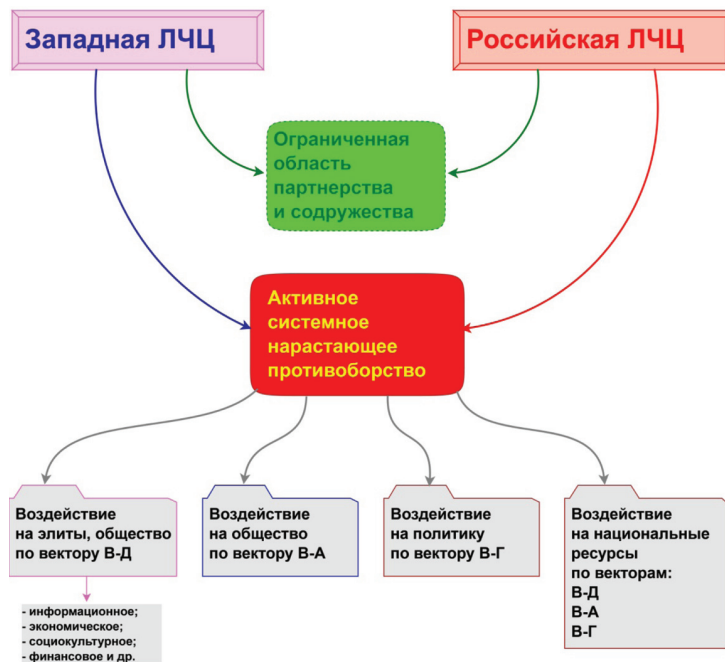 Западная ЛЧЦ
Российская ЛЧЦ
Ограниченная
область
партнерства
и содружества
Активное
системное
нарастающее
противоборство
Воздействие
на элиты, общество
по вектору В-Д
Воздействие
на общество
по вектору В-А
Воздействие
на политику
по вектору В-Г
Воздействие
на национальные
ресурсы
по векторам:
В-Д
В-А
В-Г
- информационное;
- экономическое;
- социокультурное;
- финансовое и др.